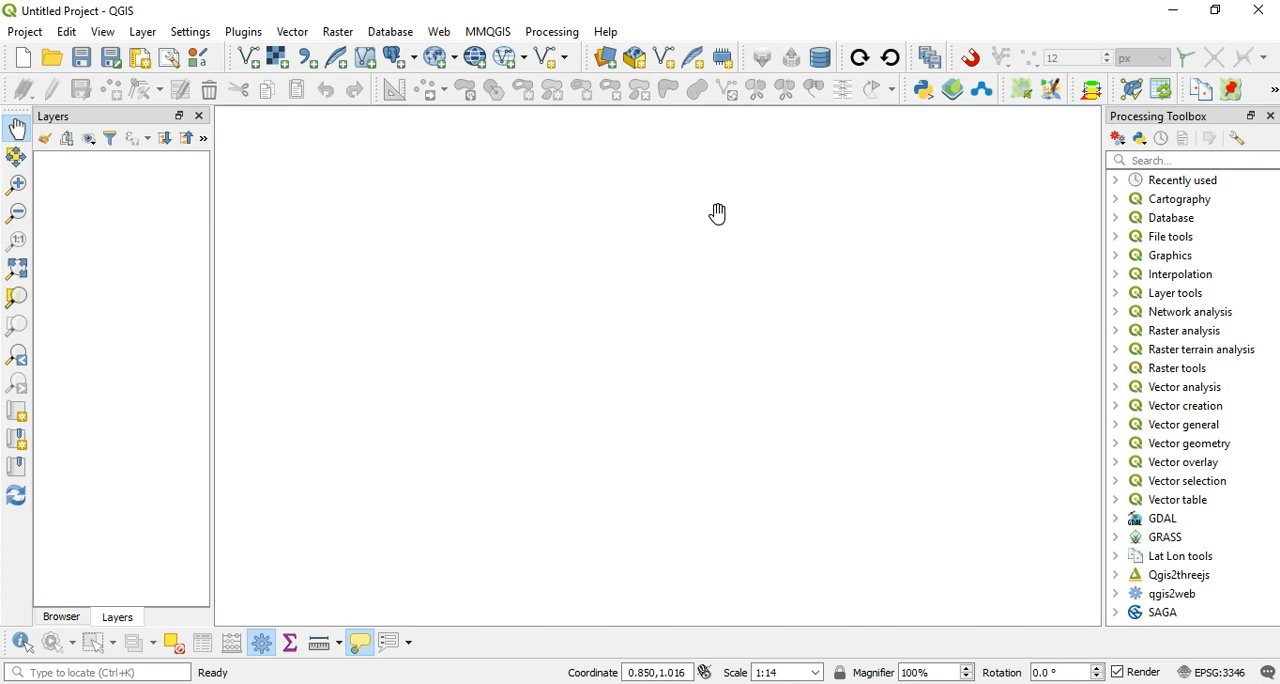 Untitled Project - QGIS
Project Edit View Layer Settings Plugins Vector Raster Database Web MMQGIS Processing Help
12 px
Layers
Processing Toolbox
Search...
Recently used
Cartography
Database
File tools
Graphics
Interpolation
Layer tools
Network analysis
Raster analysis
Raster terrain analysis
Raster tools
Vector analysis
Vector creation
Vector general
Vector geometry
Vector overlay
Vector selection
Vector table
GDAL
GRASS
Lat Lon tools
Qgis2threejs
qgis2web
SAGA
Browser Layers
Type to locate (Ctrl+K) Ready Coordinate 0.850,1.016 Scale 1:14 Magnifier 100% Rotation 0.0 ° Render EPSG:3346